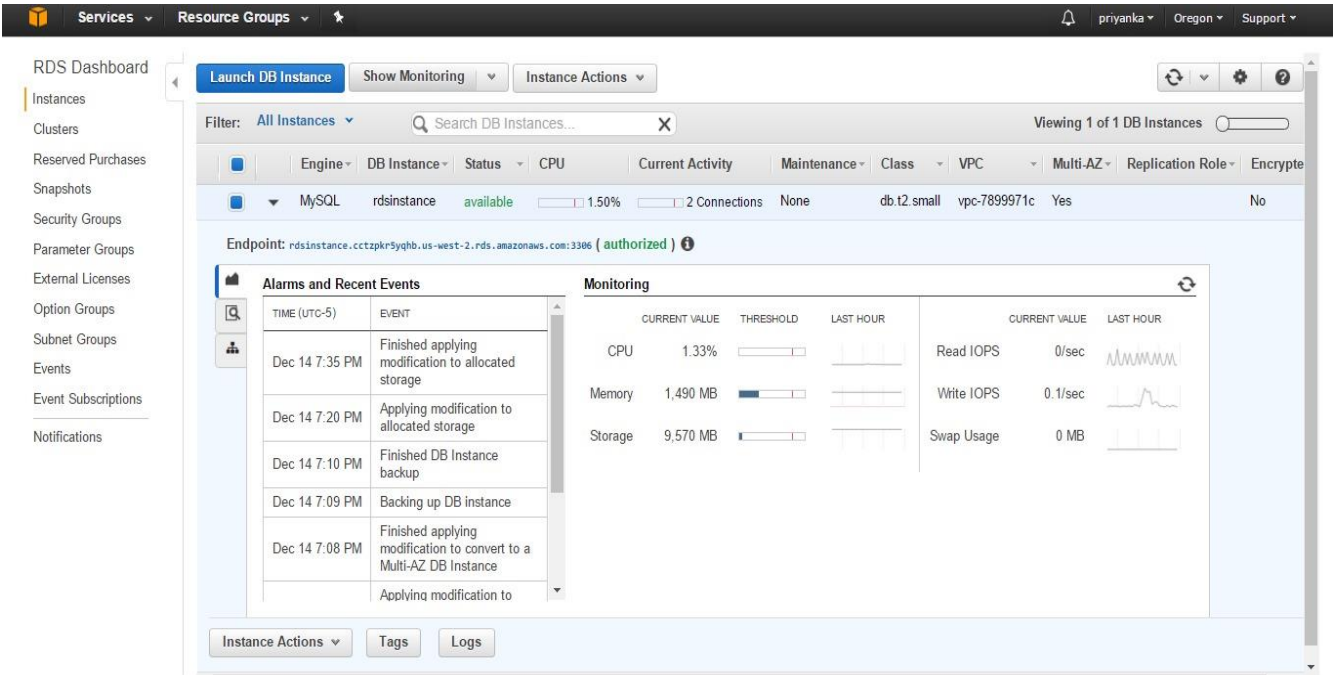 Services Resource Groups priyanka Oregon Support
RDS Dashboard
Instances
Clusters
Reserved Purchases
Snapshots
Security Groups
Parameter Groups
External Licenses
Option Groups
Subnet Groups
Events
Event Subscriptions
Notifications
Launch DB Instance Show Monitoring Instance Actions
Filter: All Instances Search DB Instances... X Viewing 1 of 1 DB Instances
Engine DB Instance Status CPU Current Activity Maintenance Class VPC Multi-AZ Replication Role Encrypte
MySQL rdsinstance available 1.50% 2 Connections None db.t2.small vpc-7899971c Yes No
Endpoint: rdsinstance.cctzpkr5yqhb.us-west-2.rds.amazonaws.com:3306 ( authorized )
Alarms and Recent Events
TIME (UTC-5) EVENT
Dec 14 7:35 PM Finished applying
modification to allocated
storage
Dec 14 7:20 PM Applying modification to
allocated storage
Dec 14 7:10 PM Finished DB Instance
backup
Dec 14 7:09 PM Backing up DB instance
Dec 14 7:08 PM Finished applying
modification to convert to a
Multi-AZ DB Instance
Applying modification to
Monitoring
CURRENT VALUE THRESHOLD LAST HOUR
CPU 1.33%
Memory 1,490 MB
Storage 9,570 MB
CURRENT VALUE LAST HOUR
Read IOPS 0/sec
Write IOPS 0.1/sec
Swap Usage 0 MB
Instance Actions Tags Logs